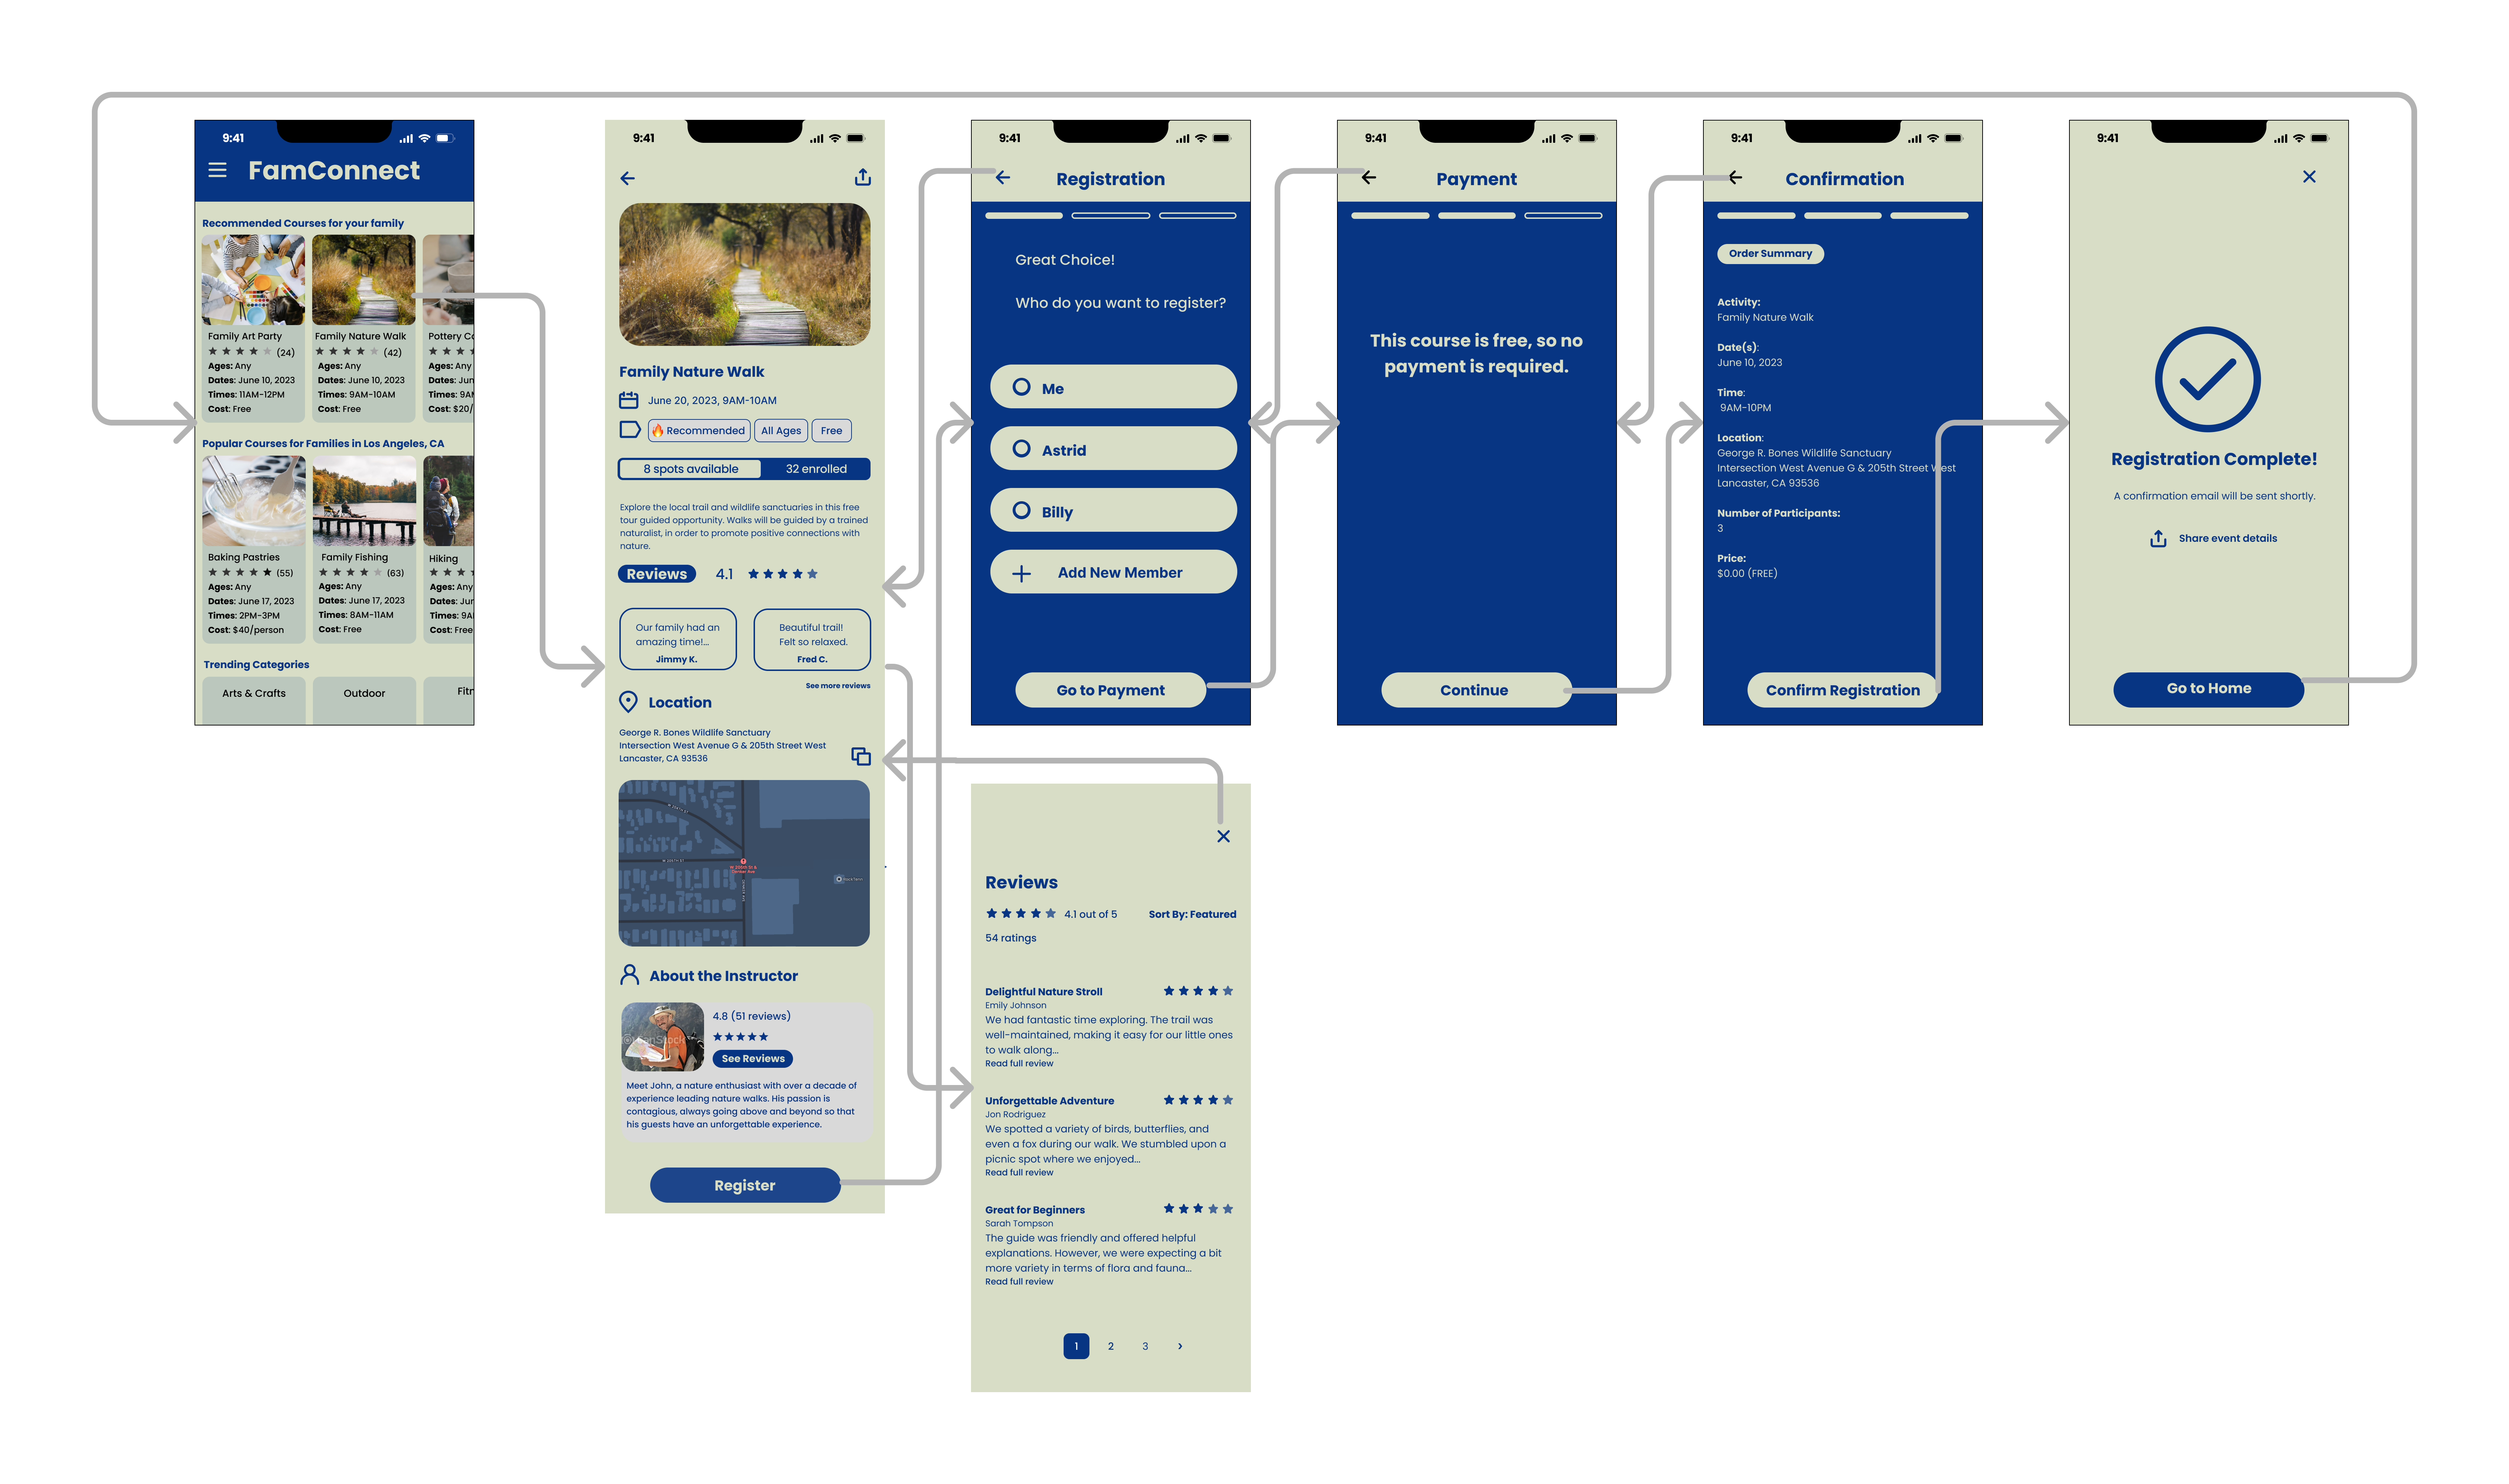 9:41
FamConnect
Recommended Courses for your family
Family Art Party
(24)
Ages: Any
Dates: June 10, 2023
Times: 11AM-12PM
Cost: Free
Family Nature Walk
(42)
Ages: Any
Dates: June 10, 2023
Times: 9AM-10AM
Cost: Free
Pottery Co
Ages: Any
Dates: Jun
Times: 9AM
Cost: $20/
Popular Courses for Families in Los Angeles, CA
Baking Pastries
(55)
Ages: Any
Dates: June 17, 2023
Times: 2PM-3PM
Cost: $40/person
Family Fishing
(63)
Ages: Any
Dates: June 17, 2023
Times: 8AM-11AM
Cost: Free
Hiking
Ages: Any
Dates: Jun
Times: 9A
Cost: Free
Trending Categories
Arts & Crafts
Outdoor
Fitn
9:41
Family Nature Walk
June 20, 2023, 9AM-10AM
Recommended
All Ages
Free
8 spots available
32 enrolled
Explore the local trail and wildlife sanctuaries in this free
tour guided opportunity. Walks will be guided by a trained
naturalist, in order to promote positive connections with
nature.
Reviews
4.1
Our family had an
amazing time!...
Jimmy K.
Beautiful trail!
Felt so relaxed.
Fred C.
See more reviews
Location
George R. Bones Wildlife Sanctuary
Intersection West Avenue G & 205th Street West
Lancaster, CA 93536
About the Instructor
4.8 (51 reviews)
See Reviews
Meet John, a nature enthusiast with over a decade of
experience leading nature walks. His passion is
contagious, always going above and beyond so that
his guests have an unforgettable experience.
Register
9:41
Registration
Great Choice!
Who do you want to register?
Me
Astrid
Billy
Add New Member
Go to Payment
Reviews
4.1 out of 5
Sort By: Featured
54 ratings
Delightful Nature Stroll
Emily Johnson
We had fantastic time exploring. The trail was
well-maintained, making it easy for our little ones
to walk along...
Read full review
Unforgettable Adventure
Jon Rodriguez
We spotted a variety of birds, butterflies, and
even a fox during our walk. We stumbled upon a
picnic spot where we enjoyed...
Read full review
Great for Beginners
Sarah Tompson
The guide was friendly and offered helpful
explanations. However, we were expecting a bit
more variety in terms of flora and fauna...
Read full review
1 2 3 ›
9:41
Payment
This course is free, so no
payment is required.
Continue
9:41
Confirmation
Order Summary
Activity:
Family Nature Walk
Date(s):
June 10, 2023
Time:
9AM-10PM
Location:
George R. Bones Wildlife Sanctuary
Intersection West Avenue G & 205th Street West
Lancaster, CA 93536
Number of Participants:
3
Price:
$0.00 (FREE)
Confirm Registration
9:41
Registration Complete!
A confirmation email will be sent shortly.
Share event details
Go to Home